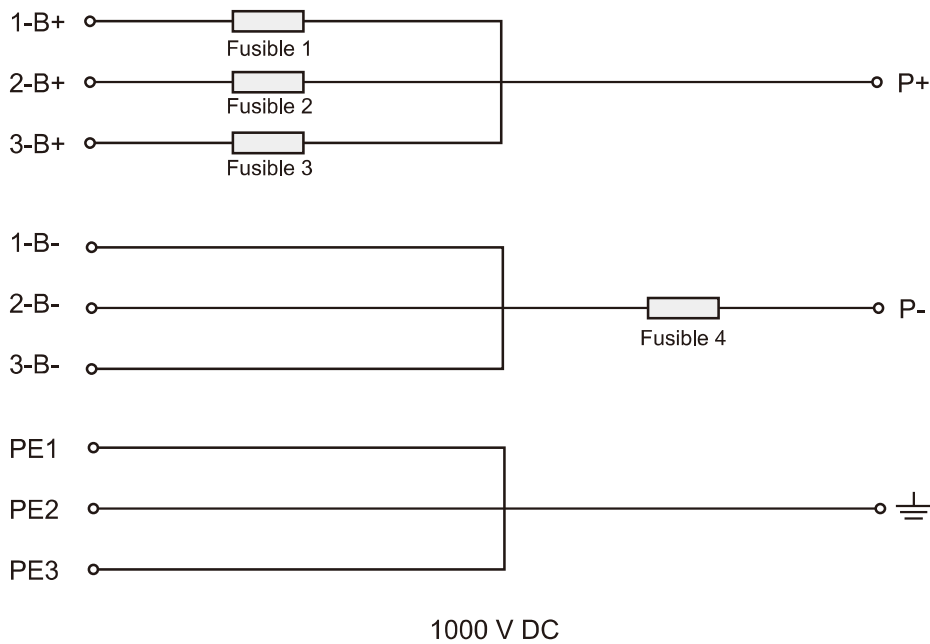 1-B+
Fusible 1
2-B+
P+
Fusible 2
3-B+
Fusible 3
1-B-
2-B-
P-
Fusible 4
3-B-
PE1
PE2
PE3
1000 V DC